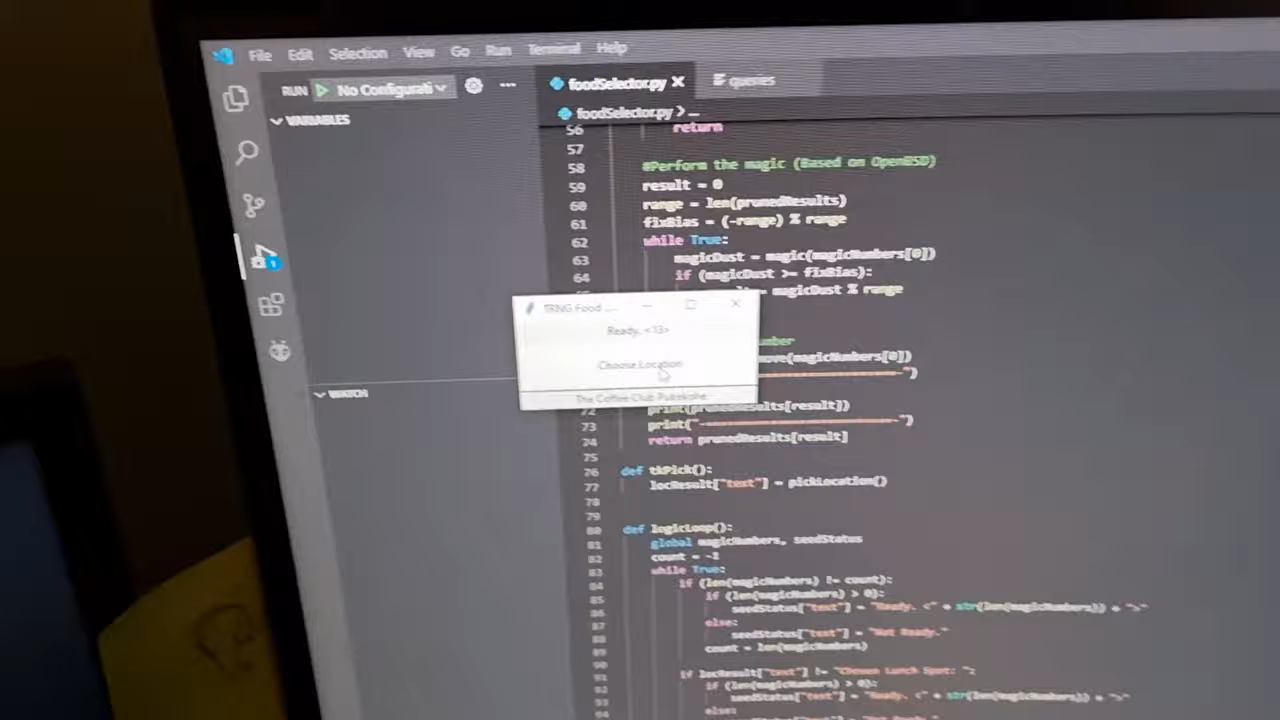 File Edit Selection View Go Run Terminal Help
RUN No Configurati
foodSelector.py
queries
VARIABLES
foodSelector.py > ...
56 return
57
58 #Perform the magic (Based on OpenBSD)
59 result = 0
60 range = len(prunedResults)
61 fixBias = (-range) % range
62 while True:
63 magicDust = magic(magicNumbers[0])
64 if (magicDust >= fixBias):
magicDust % range
TRNG Food ...
Ready. <13>
Choose Location
The Coffee Club Pukekohe
(magicNumbers[0])
WATCH
72 print(prunedResults[result])
73 print("--------------------")
74 return prunedResults[result]
75
76 def tkPick():
77 locResult["text"] = pickLocation()
78
79
80 def logicLoop():
81 global magicNumbers, seedStatus
82 count = -1
83 while True:
84 if (len(magicNumbers) != count):
85 if (len(magicNumbers) > 0):
86 seedStatus["text"] = "Ready. <" + str(len(magicNumbers)) + ">"
87 else:
88 seedStatus["text"] = "Not Ready."
89 count = len(magicNumbers)
90
91 if locResult["text"] != "Chosen Lunch Spot: ":
92 if (len(magicNumbers) > 0):
93 seedStatus["text"] = "Ready. <" + str(len(magicNumbers)) + ">"
94 else: